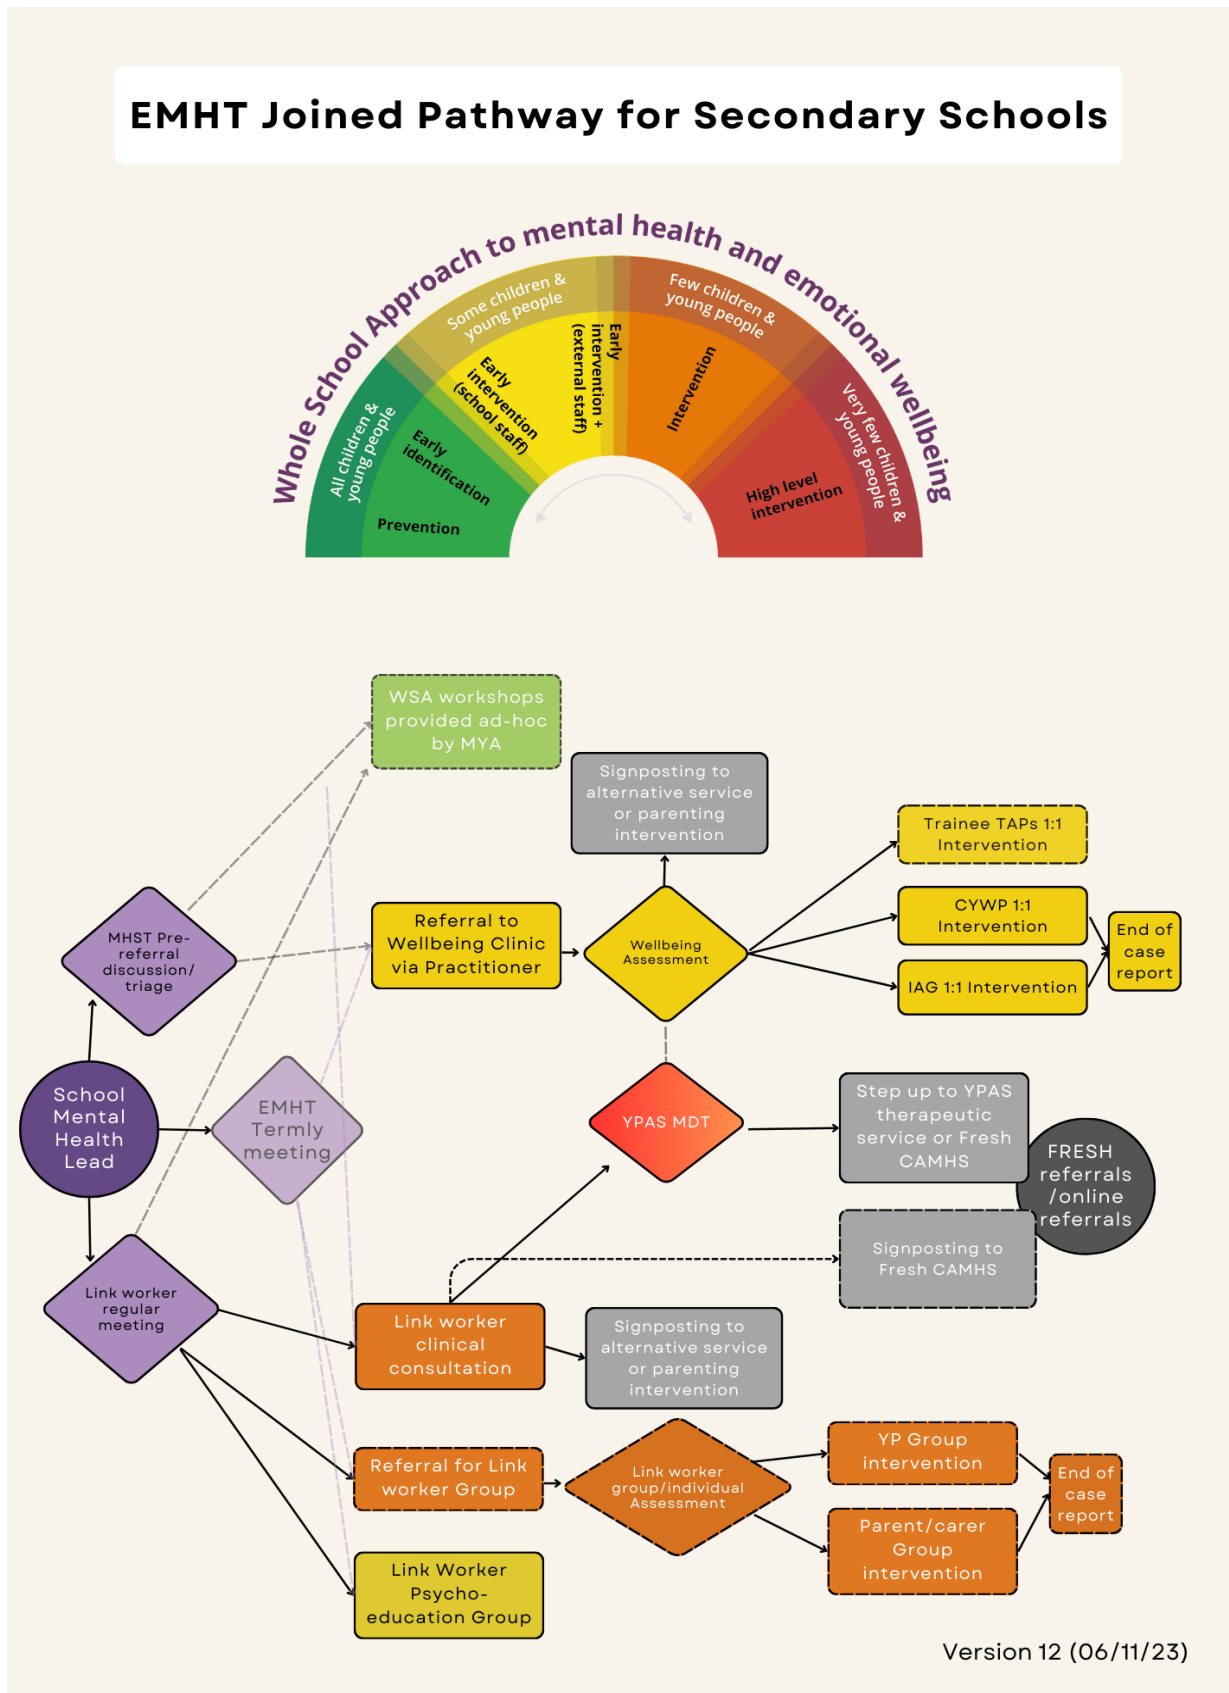 EMHT Joined Pathway for Secondary Schools
Whole School Approach to mental health and emotional wellbeing
All children &
young people
Some children &
young people
Few children &
young people
Very few children &
young people
Prevention
Early
identification
Early
intervention
(school staff)
Early
intervention +
(external staff)
Intervention
High level
intervention
WSA workshops
provided ad-hoc
by MYA
Signposting to
alternative service
or parenting
intervention
Trainee TAPs 1:1
Intervention
MHST Pre-
referral
discussion/
triage
Referral to
Wellbeing Clinic
via Practitioner
Wellbeing
Assessment
CYWP 1:1
Intervention
IAG 1:1 Intervention
End of
case
report
School
Mental
Health
Lead
EMHT
Termly
meeting
YPAS MDT
Step up to YPAS
therapeutic
service or Fresh
CAMHS
FRESH
referrals
/online
referrals
Signposting to
Fresh CAMHS
Link worker
regular
meeting
Link worker
clinical
consultation
Signposting to
alternative service
or parenting
intervention
Referral for Link
worker Group
Link worker
group/individual
Assessment
YP Group
intervention
Parent/carer
Group
intervention
End of
case
report
Link Worker
Psycho-
education Group
Version 12 (06/11/23)